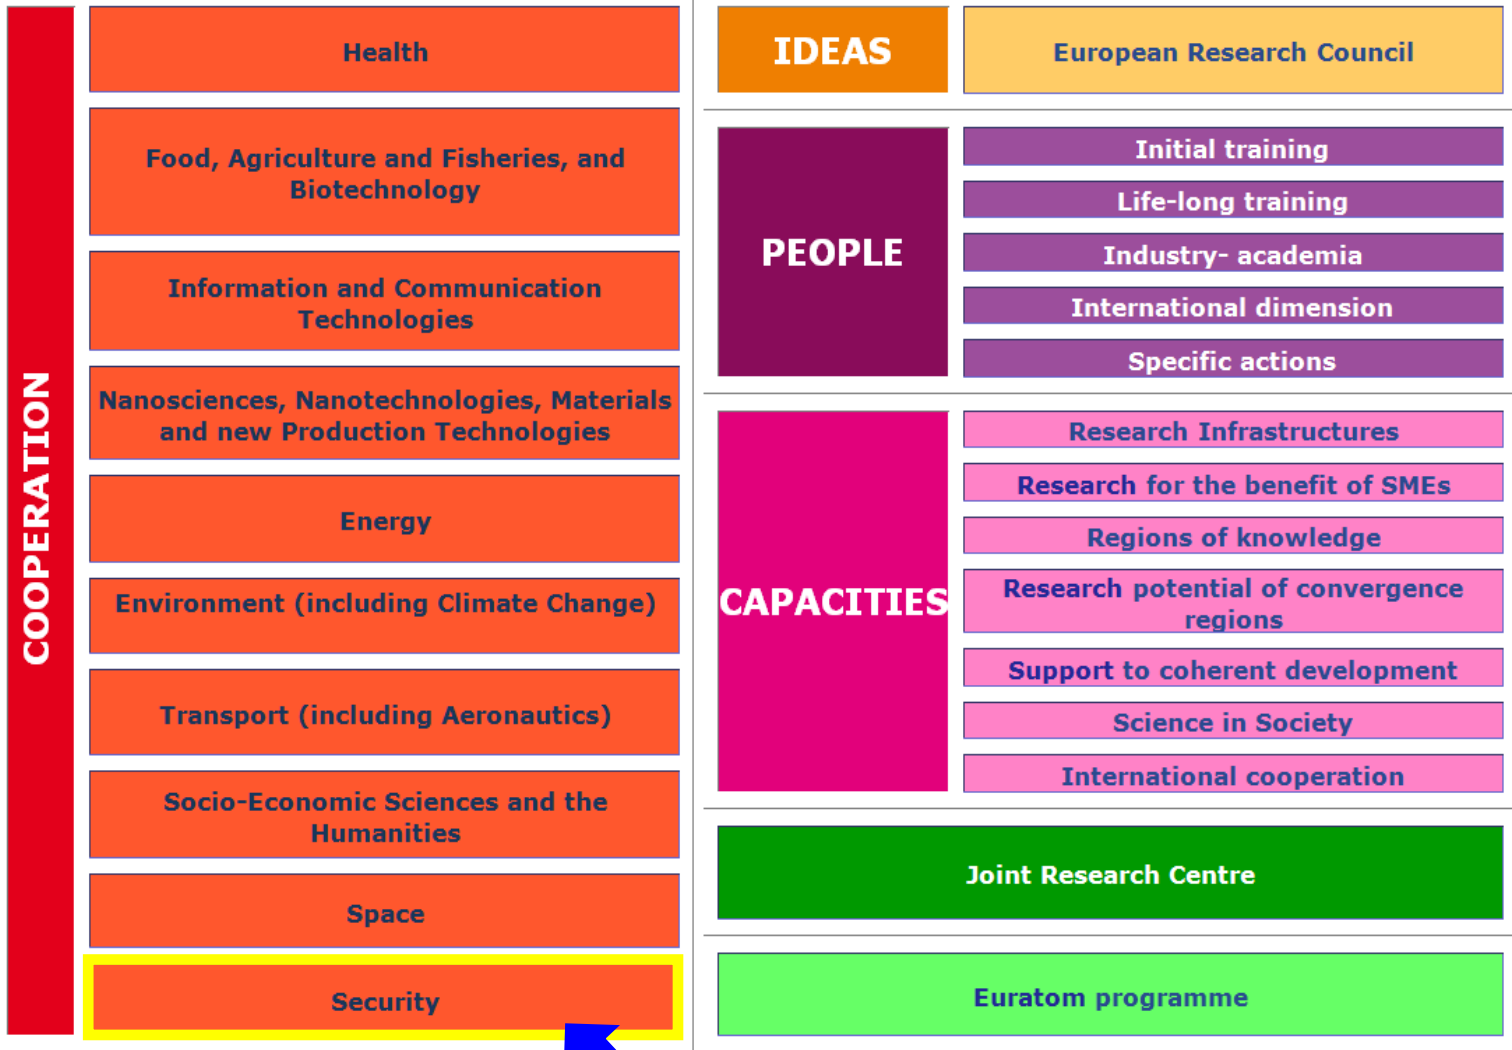 COOPERATION
Health
Food, Agriculture and Fisheries, and
Biotechnology
Information and Communication
Technologies
Nanosciences, Nanotechnologies, Materials
and new Production Technologies
Energy
Environment (including Climate Change)
Transport (including Aeronautics)
Socio-Economic Sciences and the
Humanities
Space
Security
IDEAS
European Research Council
PEOPLE
Initial training
Life-long training
Industry- academia
International dimension
Specific actions
CAPACITIES
Research Infrastructures
Research for the benefit of SMEs
Regions of knowledge
Research potential of convergence
regions
Support to coherent development
Science in Society
International cooperation
Joint Research Centre
Euratom programme